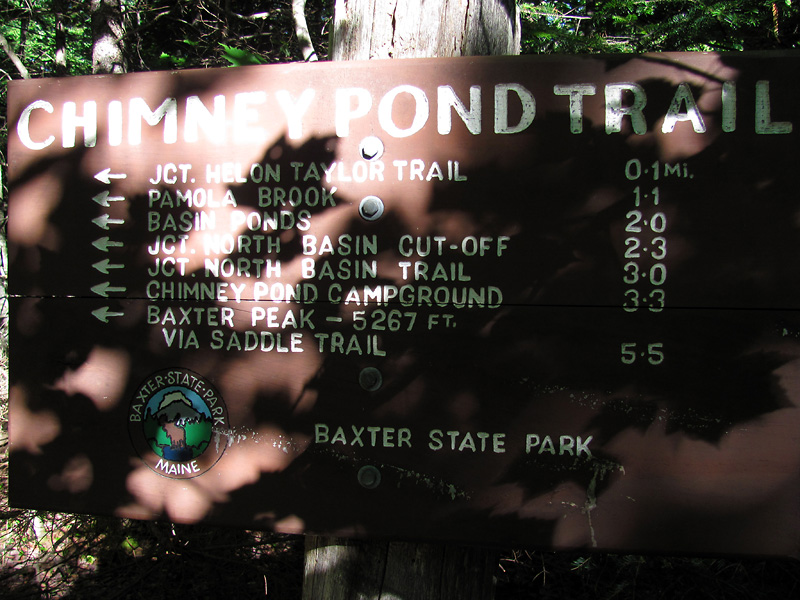 CHIMNEY POND TRAIL
← JCT. HELON TAYLOR TRAIL 0.1 MI.
← PAMOLA BROOK 1.1
← BASIN PONDS 2.0
← JCT. NORTH BASIN CUT-OFF 2.3
← JCT. NORTH BASIN TRAIL 3.0
← CHIMNEY POND CAMPGROUND 3.3
← BAXTER PEAK - 5267 FT.
VIA SADDLE TRAIL 5.5
BAXTER STATE PARK
MAINE
BAXTER STATE PARK